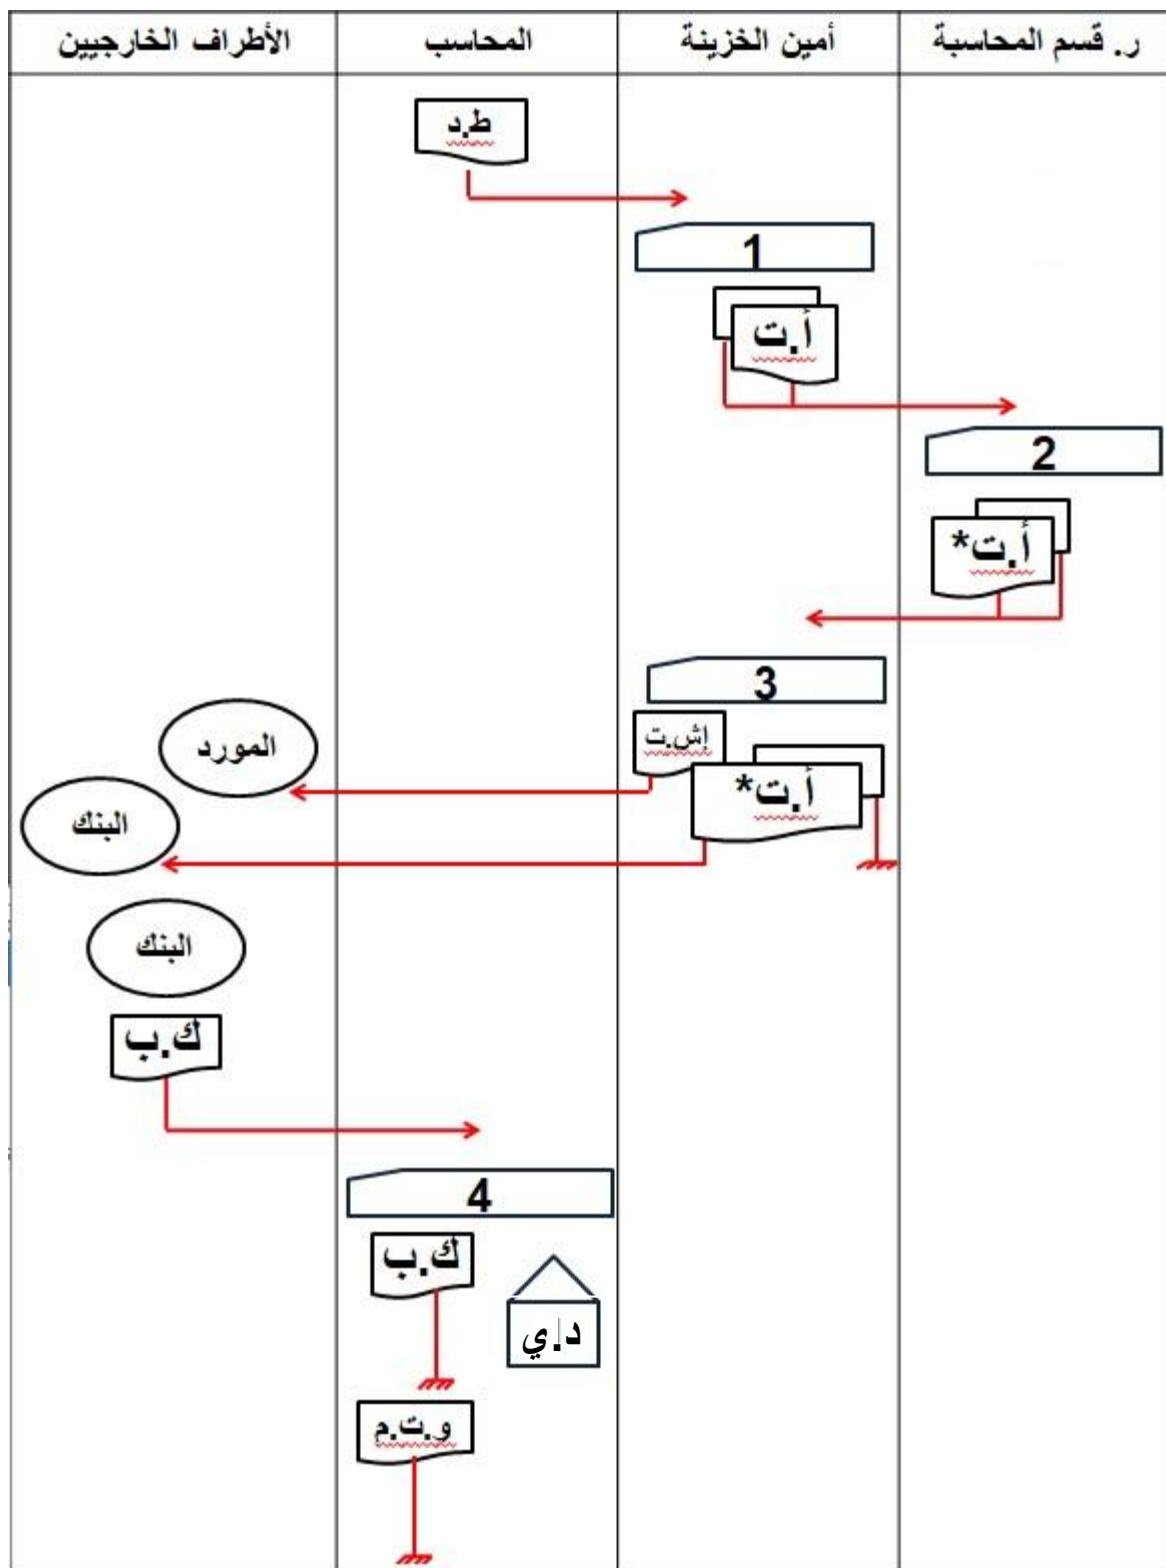 ر. قسم المحاسبة
أمين الخزينة
المحاسب
الأطراف الخارجيين
ط.د
1
أ.ت
2
أ.ت*
3
إش.ت
أ.ت*
المورد
البنك
البنك
ك.ب
4
ك.ب
د.ي
و.ت.م